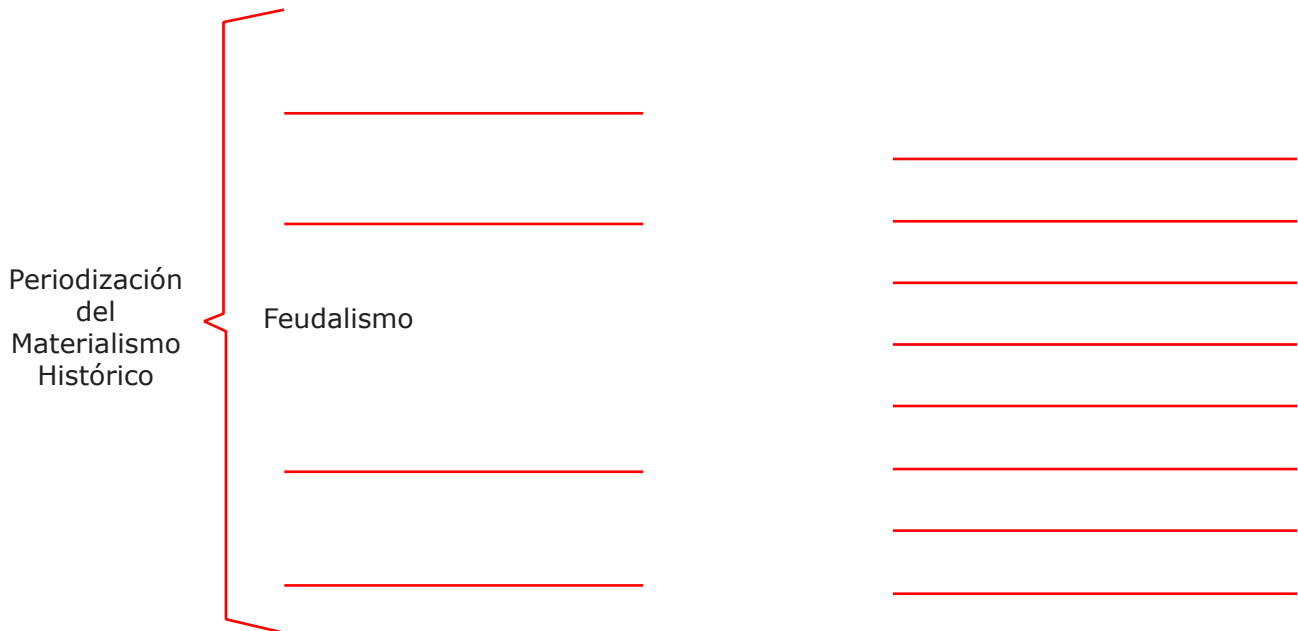 Periodización
del
Materialismo
Histórico
Feudalismo